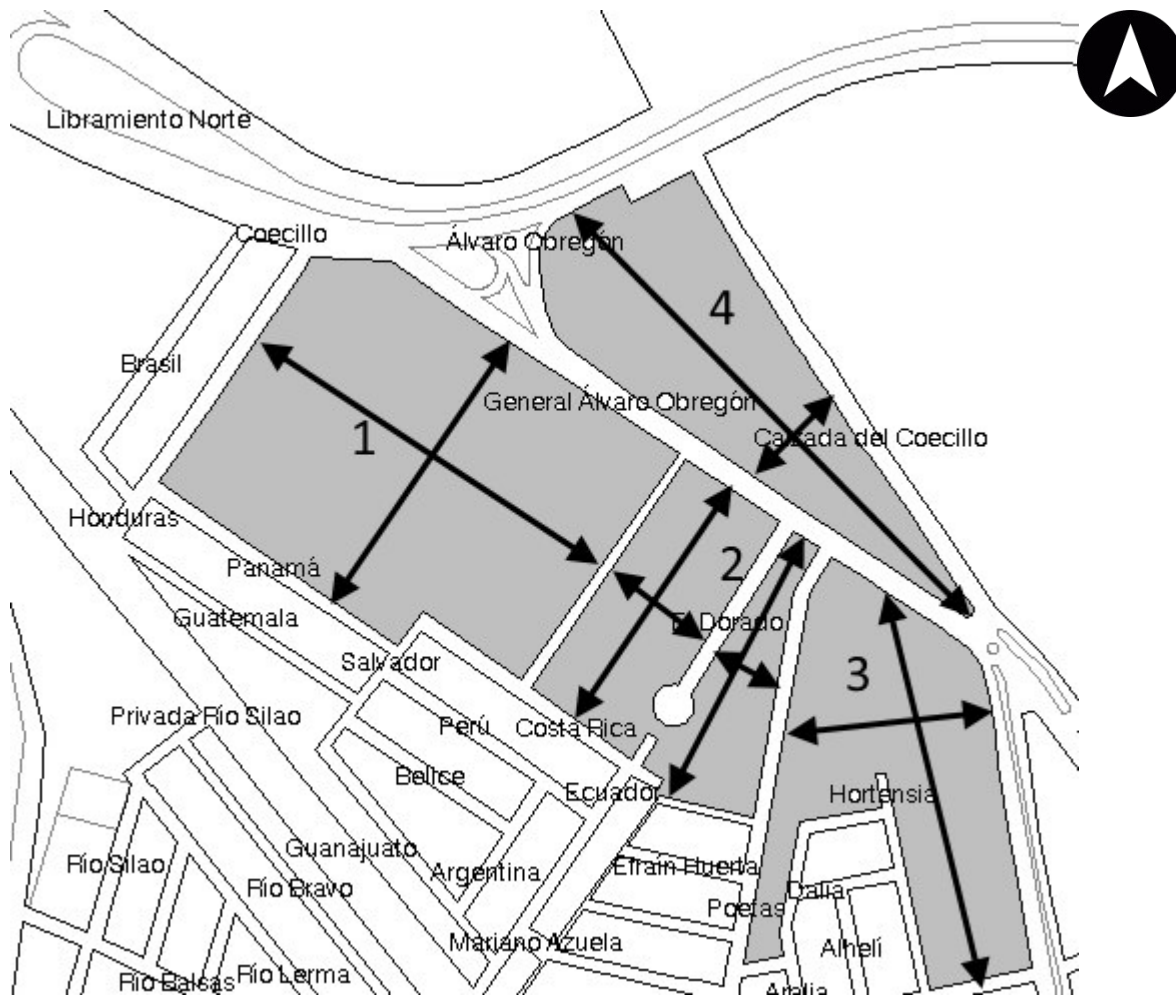 Libramiento Norte
Coecillo
Álvaro Obregón
4
Brasil
General Álvaro Obregón
1
Calzada del Coecillo
Honduras
Panamá
2
Guatemala
El Dorado
Salvador
3
Privada Río Silao
Perú
Costa Rica
Belice
Ecuador
Hortensia
Guanajuato
Río Silao
Argentina
Efraín Huerta
Río Bravo
Dalia
Poetas
Mariano Azuela
Alhelí
Río Balsas
Río Lerma
Aralia